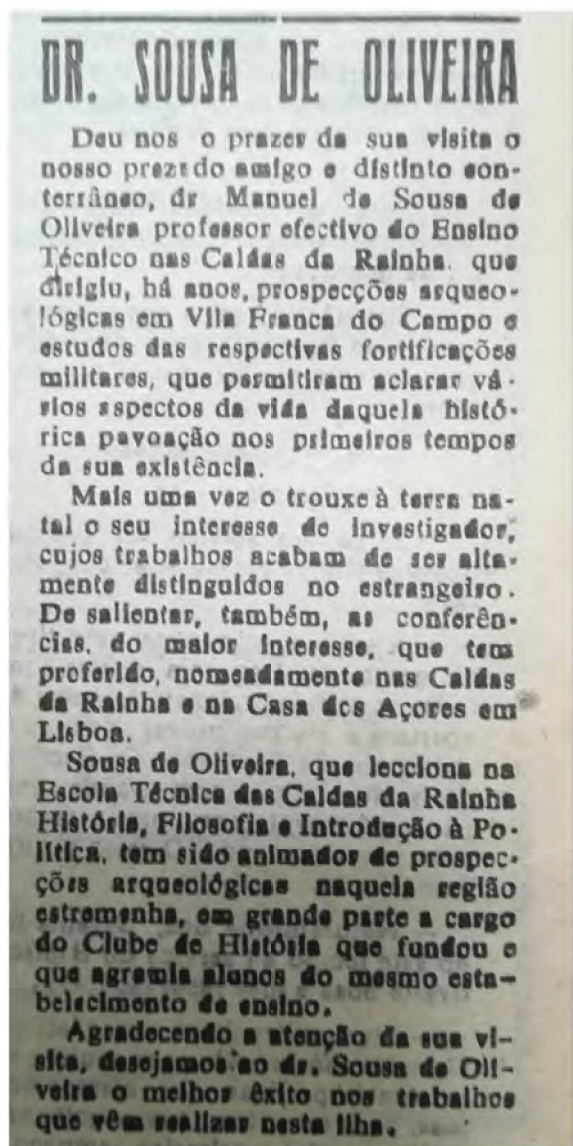 DR. SOUSA DE OLIVEIRA
Deu nos o prazer da sua visita o
nosso prezado amigo e distinto con-
terrâneo, dr Manuel de Sousa de
Oliveira professor efectivo do Ensino
Técnico nas Caldas da Rainha. que
dirigiu, há anos, prospecções arqueo-
lógicas em Vila Franca do Campo e
estudos das respectivas fortificações
militares, que permitiram aclarar vá-
rios aspectos da vida daquela histó-
rica pavoação nos primeiros tempos
da sua existência.
Mais uma vez o trouxe à terra na-
tal o seu interesse de investigador,
cujos trabalhos acabam de ser alta-
mente distinguidos no estrangeiro.
De salientar, também, as conferên-
cias. do maior interesse, que tem
proferido, nomeadamente nas Caldas
da Rainha e na Casa dos Açores em
Lisboa.
Sousa de Oliveira, que lecciona na
Escola Técnica das Caldas da Rainha
História, Filosofia e Introdução à Po-
lítica, tem sido animador de prospec-
ções arqueológicas naquela região
estremenha, em grande parte a cargo
do Clube de História que fundou e
que agremia alunos do mesmo esta-
belecimento de ensino.
Agradecendo a atenção da sua vi-
sita, desejamos ao dr. Sousa de Oli-
veira o melhor êxito nos trabalhos
que vêm realizar nesta ilha.